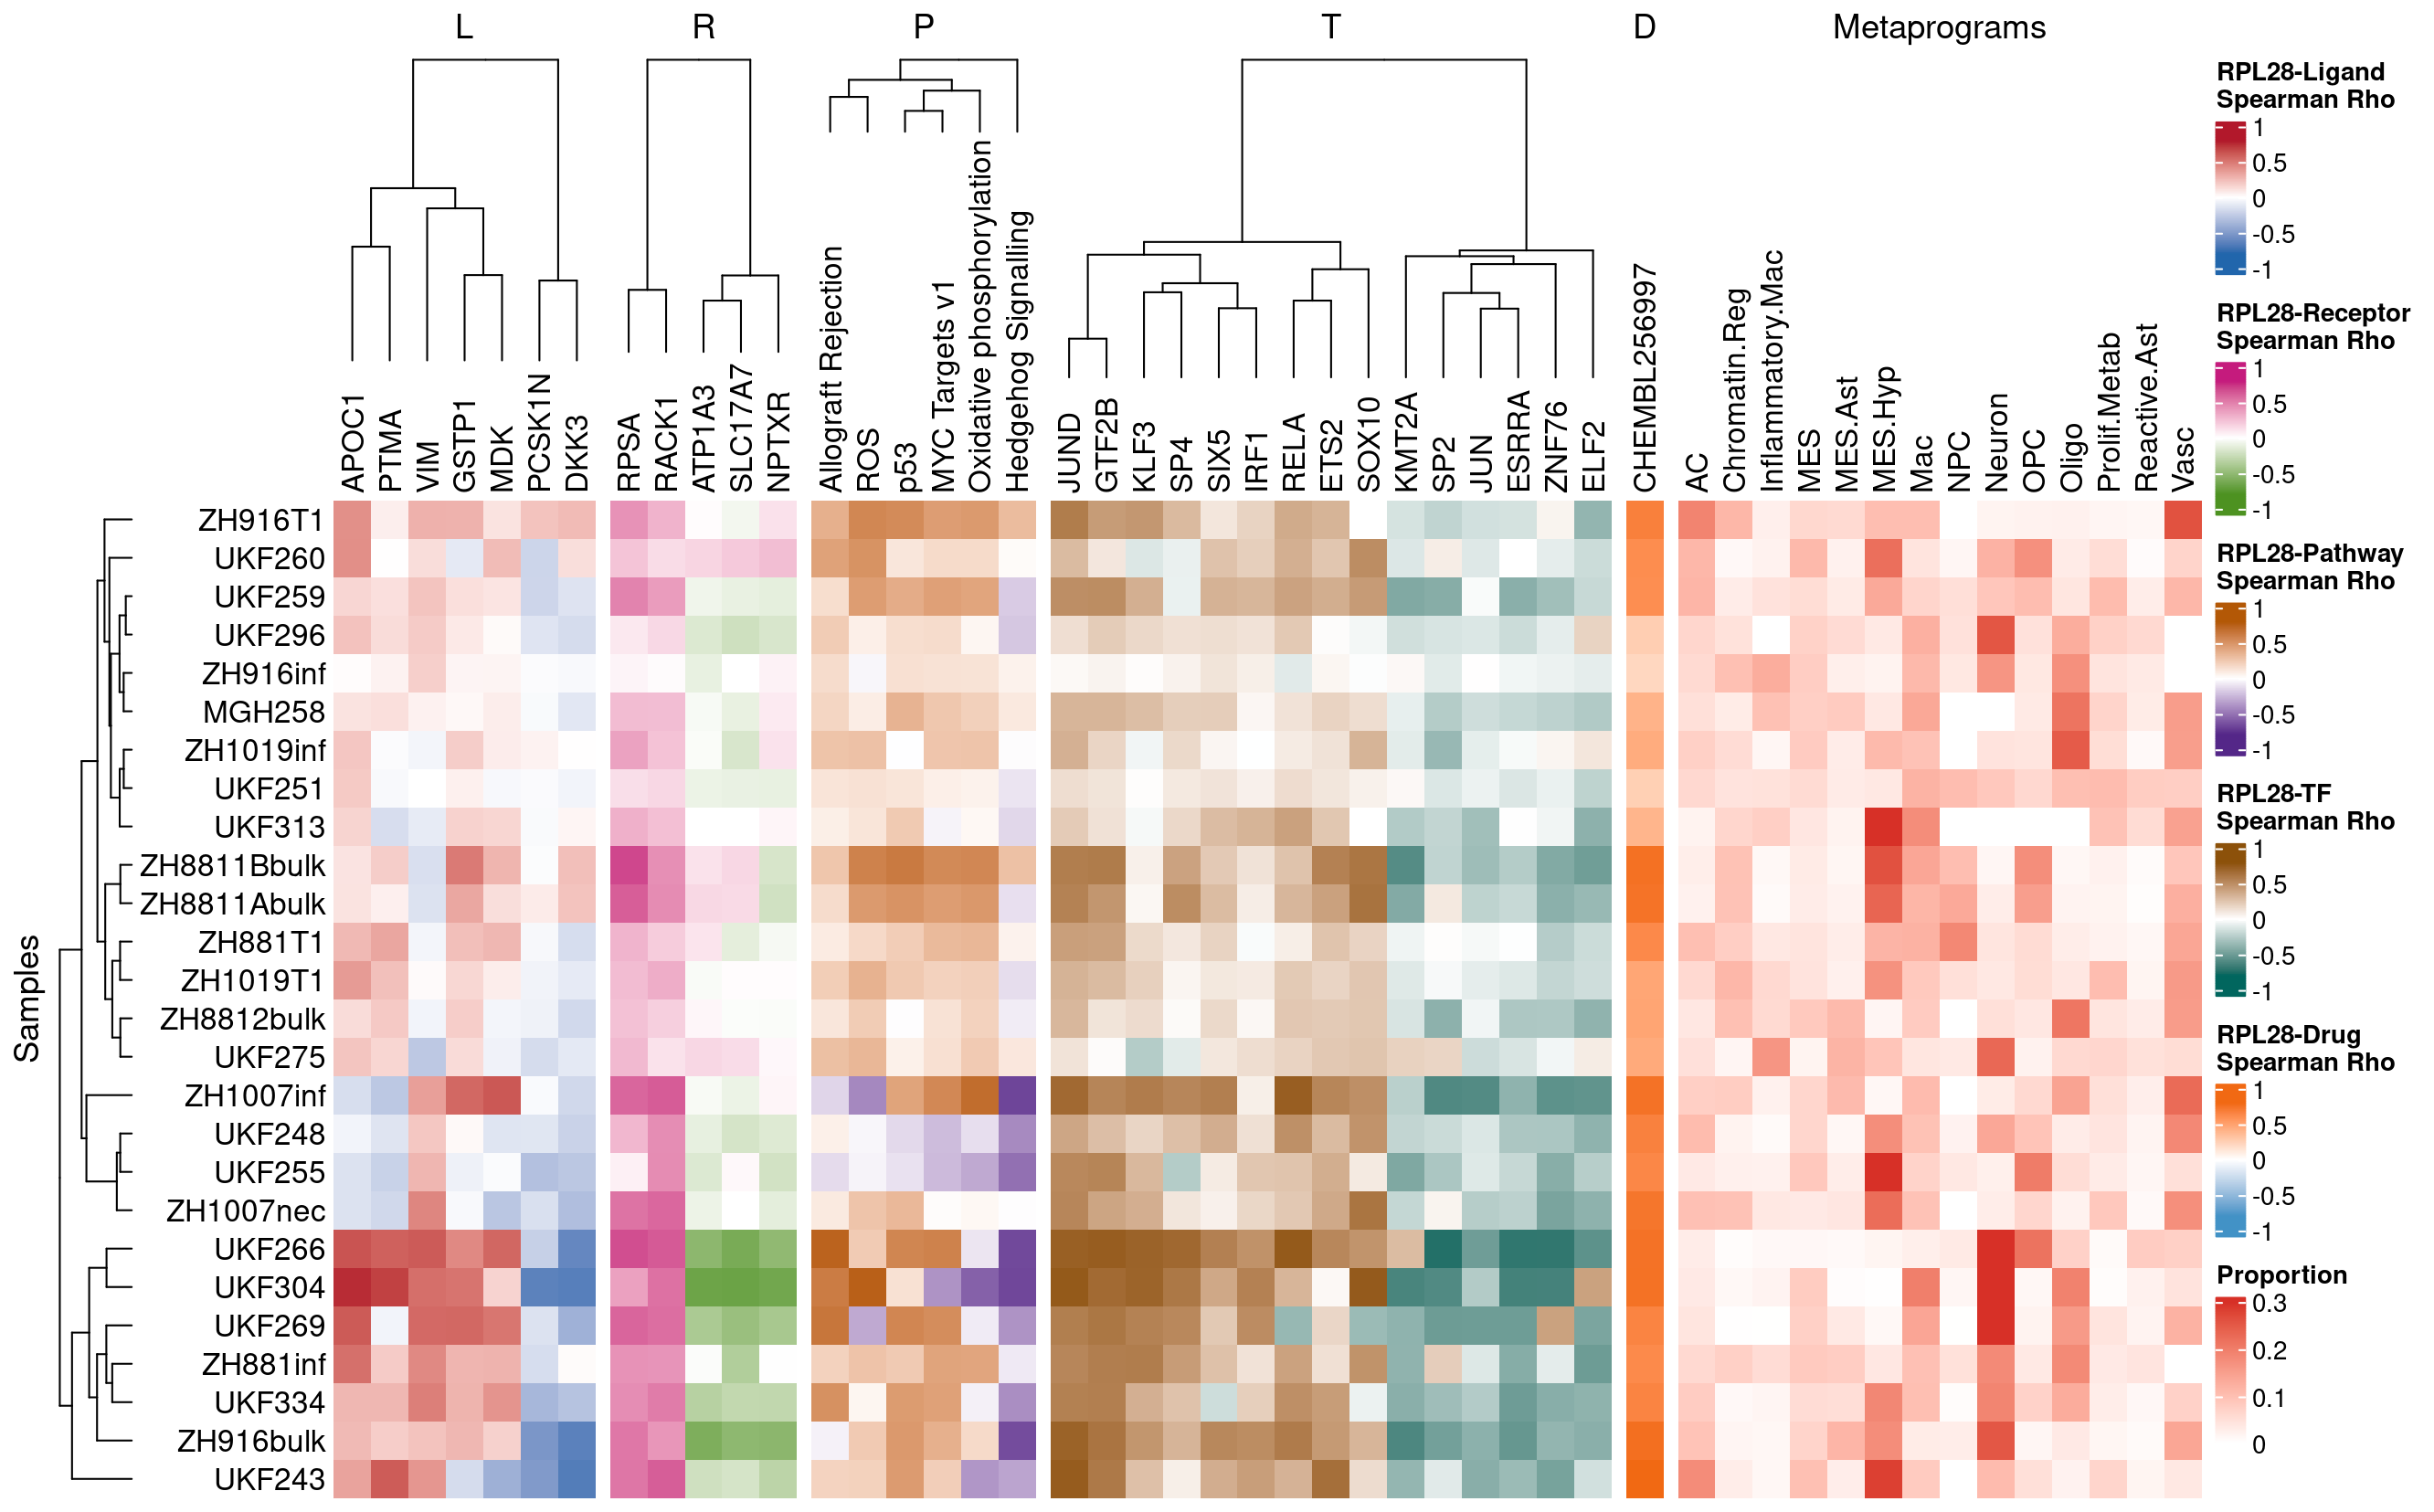 L R P T D Metaprograms
APOC1
PTMA
VIM
GSTP1
MDK
PCSK1N
DKK3
RPSA
RACK1
ATP1A3
SLC17A7
NPTXR
Allograft Rejection
ROS
p53
MYC Targets v1
Oxidative phosphorylation
Hedgehog Signalling
JUND
GTF2B
KLF3
SP4
SIX5
IRF1
RELA
ETS2
SOX10
KMT2A
SP2
JUN
ESRRA
ZNF76
ELF2
CHEMBL256997
AC
Chromatin.Reg
Inflammatory.Mac
MES
MES.Ast
MES.Hyp
Mac
NPC
Neuron
OPC
Oligo
Prolif.Metab
Reactive.Ast
Vasc
Samples
ZH916T1
UKF260
UKF259
UKF296
ZH916inf
MGH258
ZH1019inf
UKF251
UKF313
ZH8811Bbulk
ZH8811Abulk
ZH881T1
ZH1019T1
ZH8812bulk
UKF275
ZH1007inf
UKF248
UKF255
ZH1007nec
UKF266
UKF304
UKF269
ZH881inf
UKF334
ZH916bulk
UKF243
RPL28-Ligand
Spearman Rho
1
0.5
0
-0.5
-1
RPL28-Receptor
Spearman Rho
1
0.5
0
-0.5
-1
RPL28-Pathway
Spearman Rho
1
0.5
0
-0.5
-1
RPL28-TF
Spearman Rho
1
0.5
0
-0.5
-1
RPL28-Drug
Spearman Rho
1
0.5
0
-0.5
-1
Proportion
0.3
0.2
0.1
0